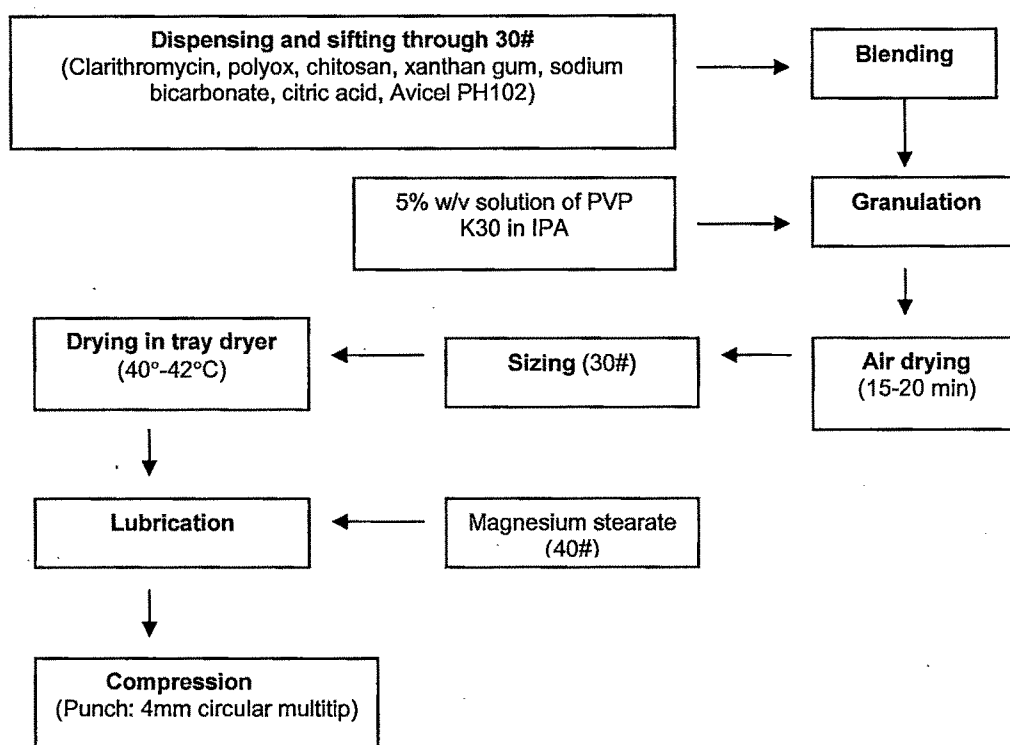 Dispensing and sifting through 30#
(Clarithromycin, polyox, chitosan, xanthan gum, sodium
bicarbonate, citric acid, Avicel PH102)
Blending
5% w/v solution of PVP
K30 in IPA
Granulation
Drying in tray dryer
(40°-42°C)
Sizing (30#)
Air drying
(15-20 min)
Lubrication
Magnesium stearate
(40#)
Compression
(Punch: 4mm circular multitip)